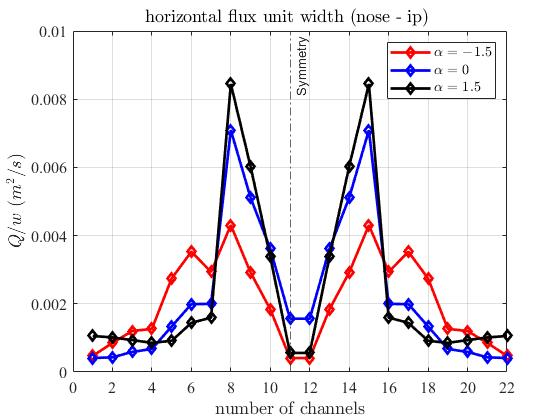 horizontal flux unit width (nose - ip)
0.01
0.008
0.006
0.004
0.002
0
Q/w (m²/s)
Symmetry
α = −1.5
α = 0
α = 1.5
0 2 4 6 8 10 12 14 16 18 20 22
number of channels